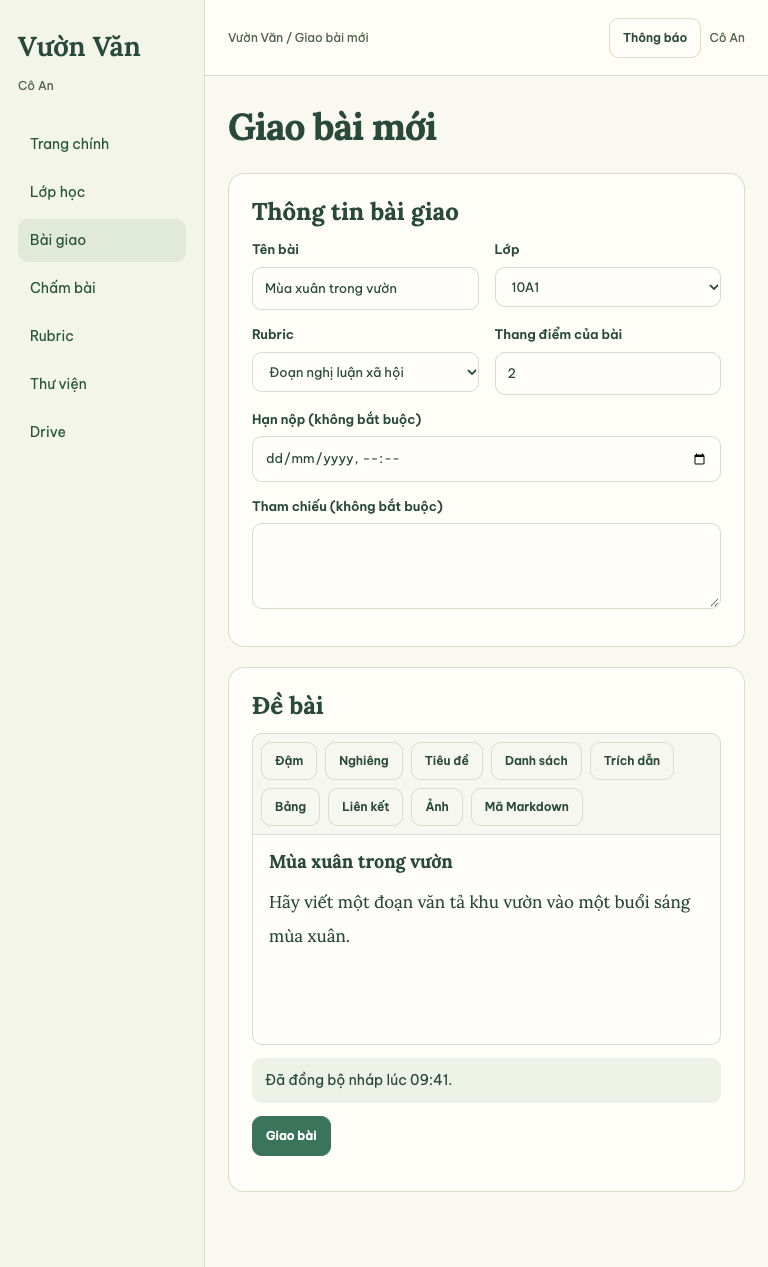 Vườn Văn
Cô An
Trang chính
Lớp học
Bài giao
Chấm bài
Rubric
Thư viện
Drive
Vườn Văn / Giao bài mới
Thông báo
Cô An
Giao bài mới
Thông tin bài giao
Tên bài
Lớp
Mùa xuân trong vườn
10A1
Rubric
Thang điểm của bài
Đoạn nghị luận xã hội
2
Hạn nộp (không bắt buộc)
dd/mm/yyyy, --:--
Tham chiếu (không bắt buộc)
Đề bài
Đậm
Nghiêng
Tiêu đề
Danh sách
Trích dẫn
Bảng
Liên kết
Ảnh
Mã Markdown
Mùa xuân trong vườn
Hãy viết một đoạn văn tả khu vườn vào một buổi sáng
mùa xuân.
Đã đồng bộ nháp lúc 09:41.
Giao bài